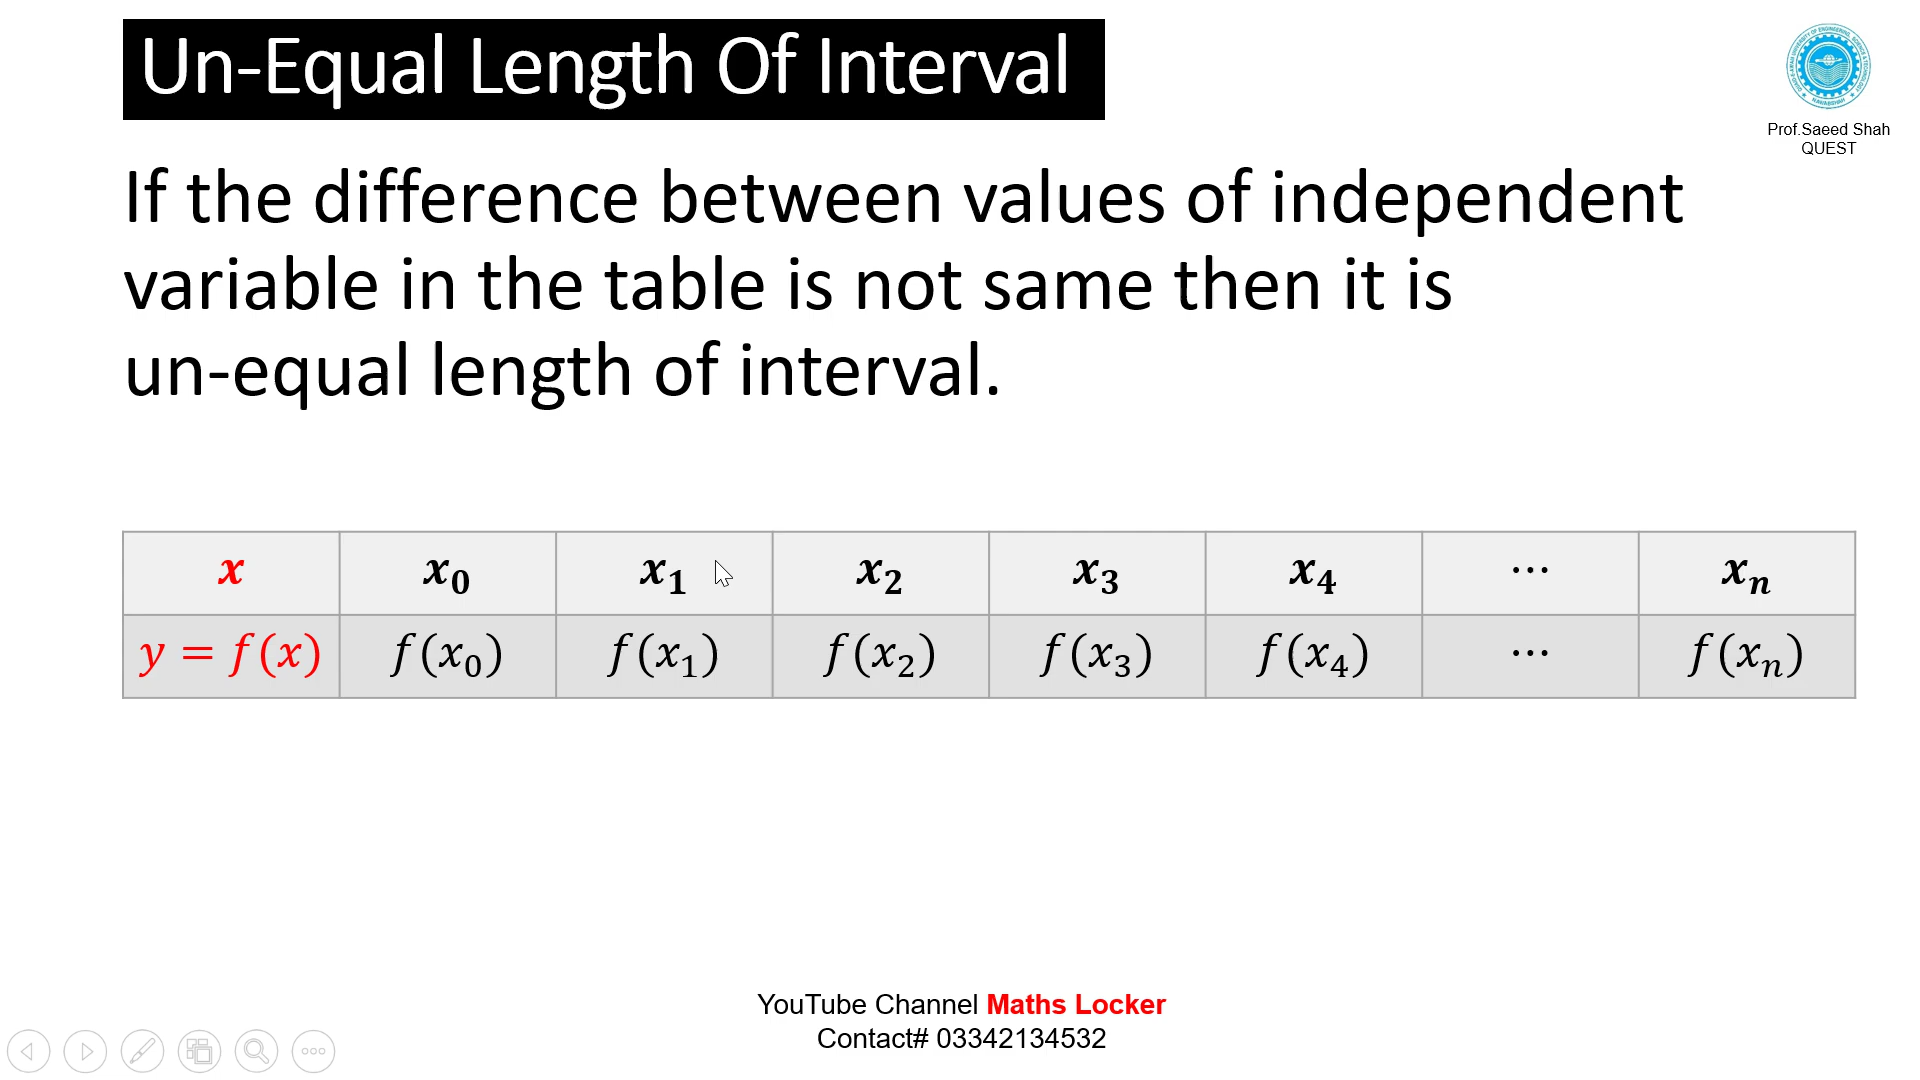 Un-Equal Length Of Interval
Prof.Saeed Shah
QUEST
If the difference between values of independent
variable in the table is not same then it is
un-equal length of interval.
x x₀ x₁ x₂ x₃ x₄ ⋯ xₙ
y = f(x) f(x₀) f(x₁) f(x₂) f(x₃) f(x₄) ⋯ f(xₙ)
YouTube Channel Maths Locker
Contact# 03342134532